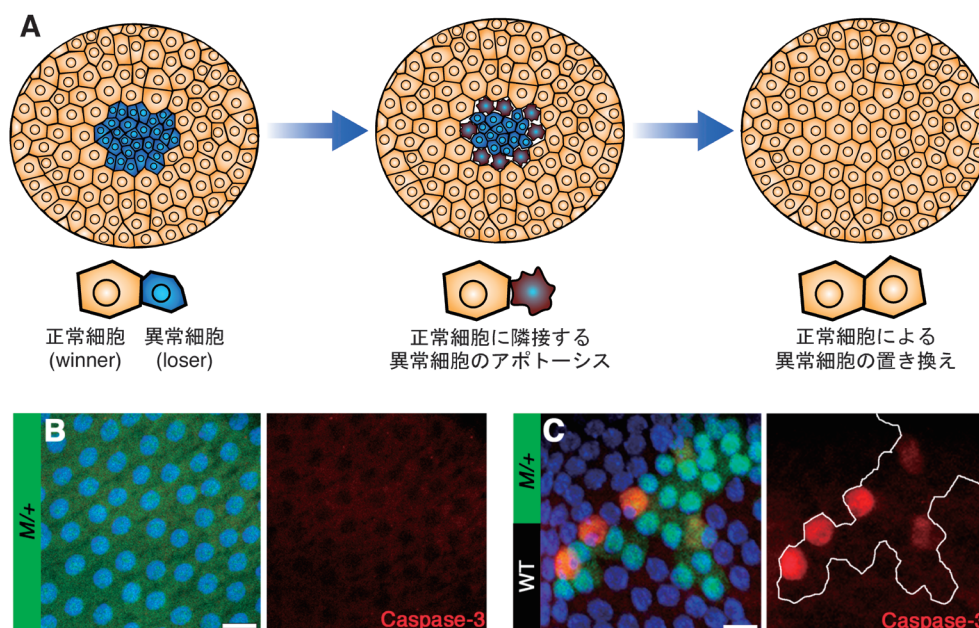 A
正常細胞
(winner)
異常細胞
(loser)
正常細胞に隣接する
異常細胞のアポトーシス
正常細胞による
異常細胞の置き換え
B
M/+
Caspase-3
C
M/+
WT